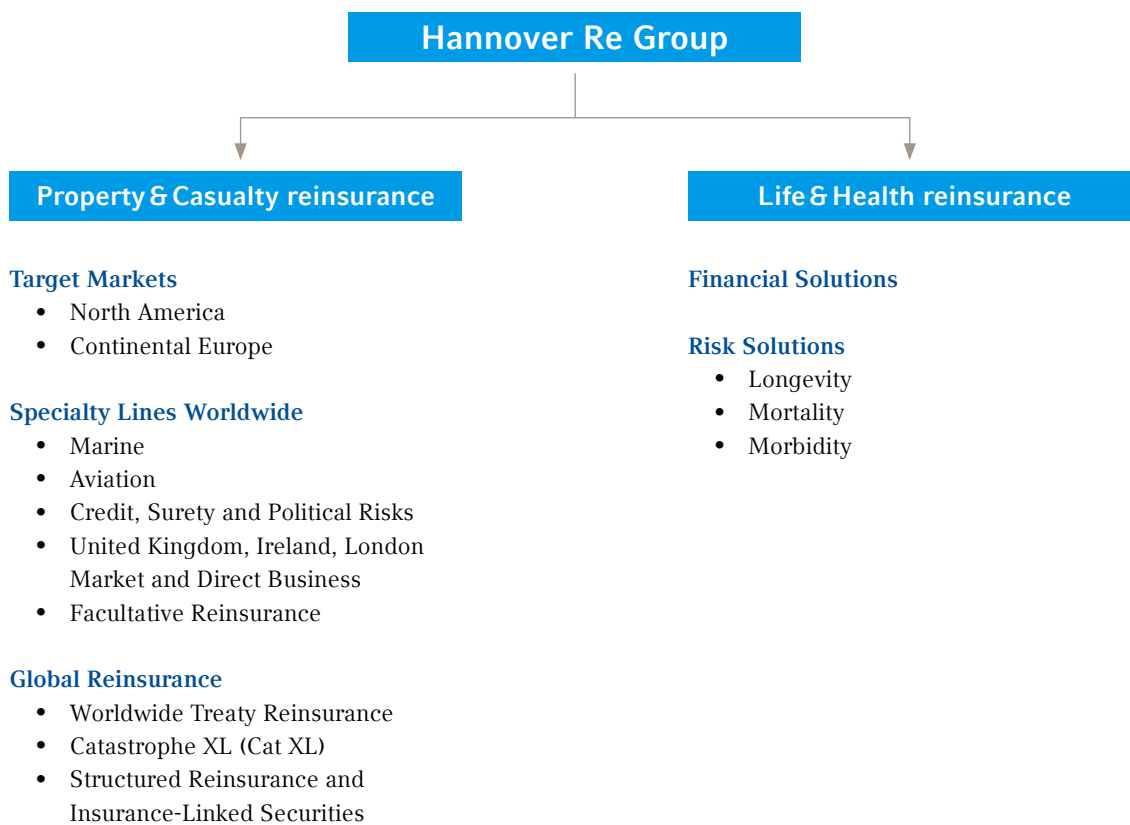 Hannover Re Group
Property & Casualty reinsurance
Target Markets
• North America
• Continental Europe
Specialty Lines Worldwide
• Marine
• Aviation
• Credit, Surety and Political Risks
• United Kingdom, Ireland, London
Market and Direct Business
• Facultative Reinsurance
Global Reinsurance
• Worldwide Treaty Reinsurance
• Catastrophe XL (Cat XL)
• Structured Reinsurance and
Insurance-Linked Securities
Life & Health reinsurance
Financial Solutions
Risk Solutions
• Longevity
• Mortality
• Morbidity